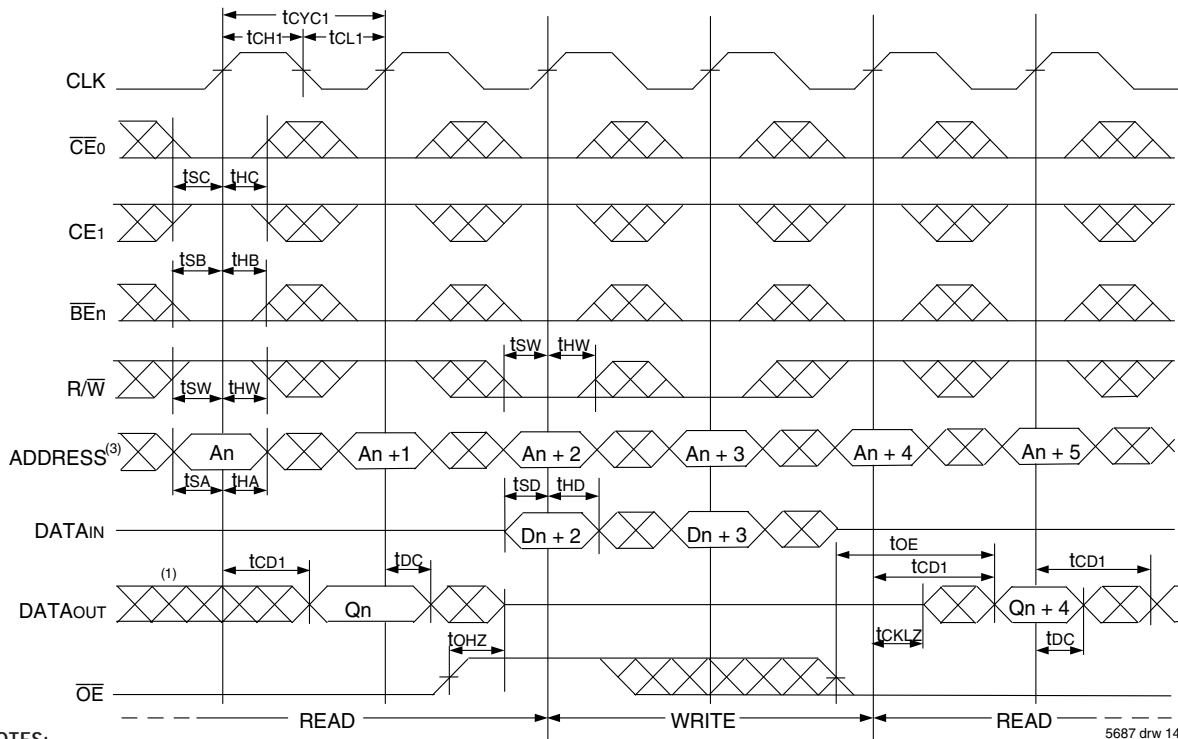 tCYC1
tCH1 tCL1
CLK
CE0
tSC tHC
CE1
tSB tHB
BEn
tSW tHW
R/W
tSW tHW
ADDRESS(3) An An +1 An + 2 An + 3 An + 4 An + 5
tSA tHA tSD tHD
DATAIN Dn + 2 Dn + 3
tOE
(1) tCD1 tDC tCD1 tCD1
DATAOUT Qn Qn + 4
tOHZ tCKLZ tDC
OE
READ WRITE READ
5687 drw 14